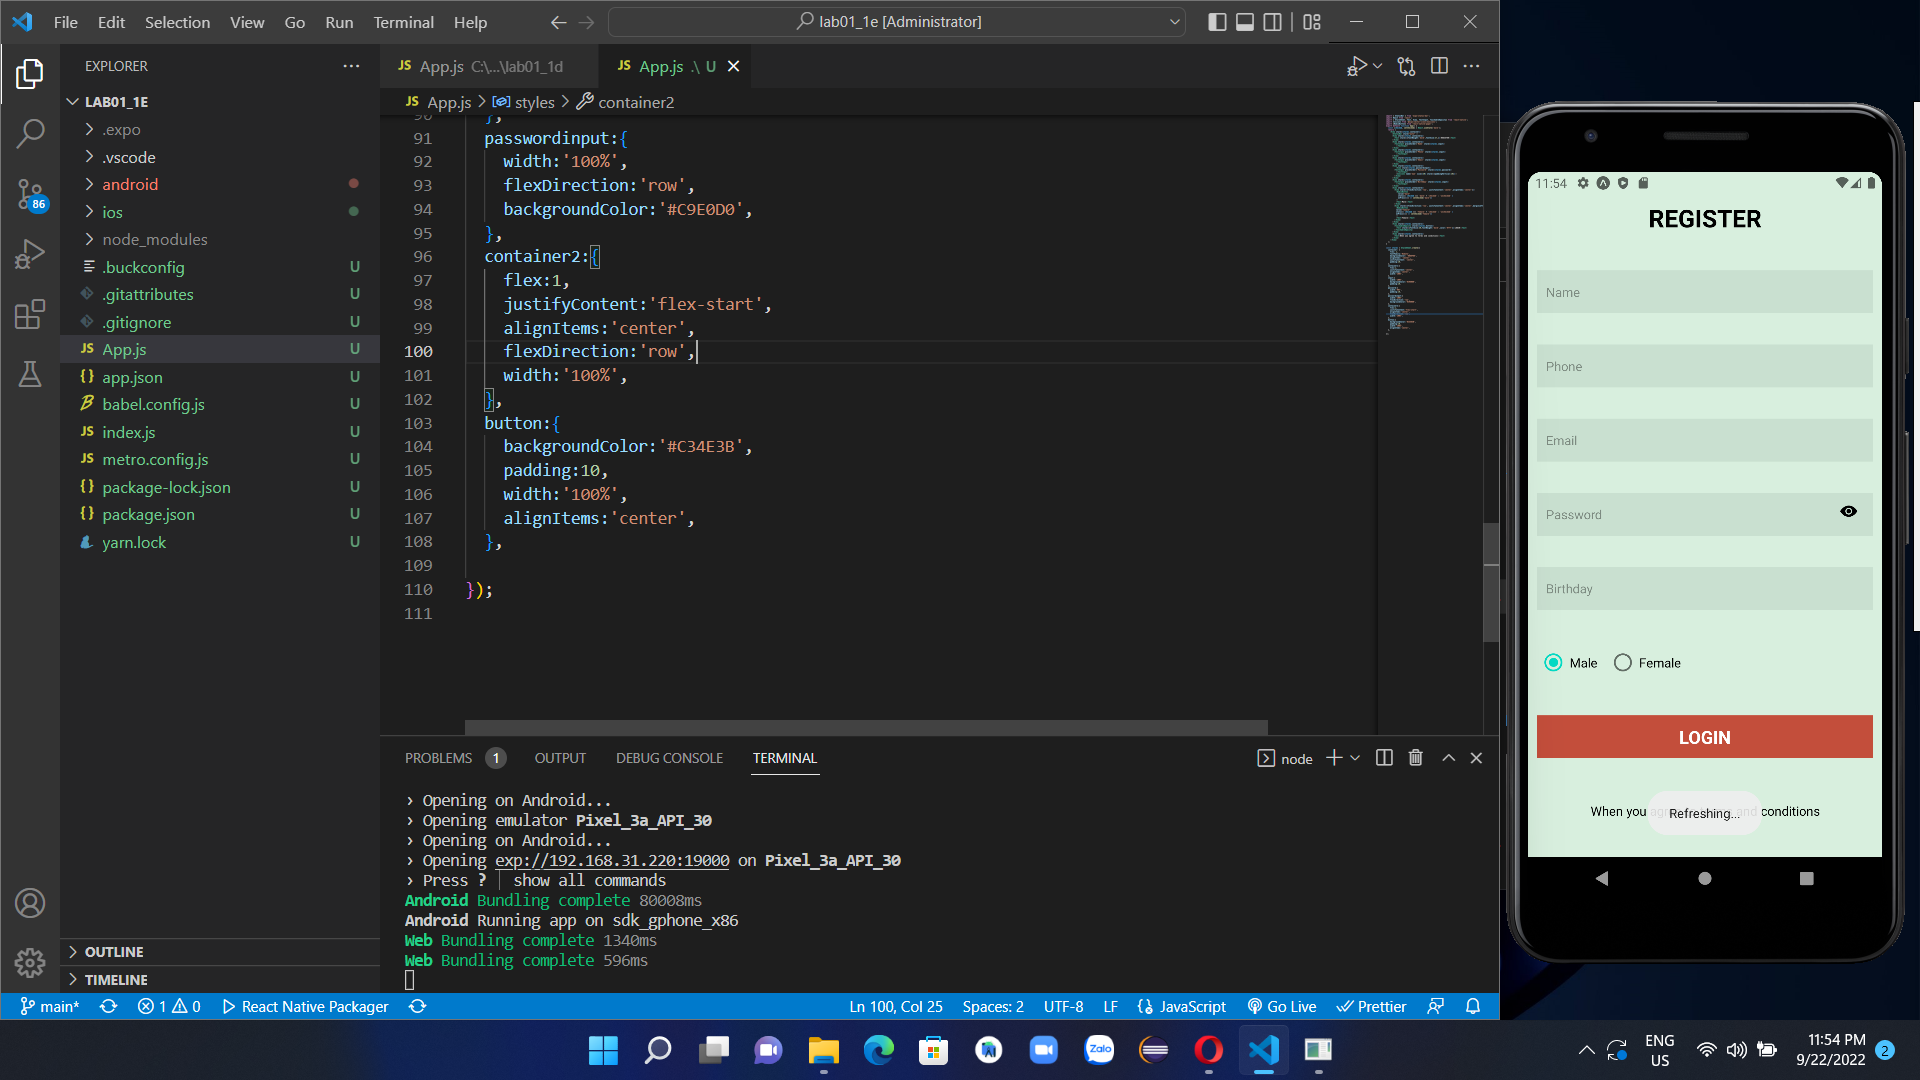 File Edit Selection View Go Run Terminal Help
lab01_1e [Administrator]
EXPLORER
LAB01_1E
.expo
.vscode
android
ios
node_modules
.buckconfig U
.gitattributes U
.gitignore U
JS App.js U
{} app.json U
babel.config.js U
JS index.js U
JS metro.config.js U
{} package-lock.json U
{} package.json U
yarn.lock U
OUTLINE
TIMELINE
86
JS App.js C:\...\lab01_1d
JS App.js .\ U
JS App.js > styles > container2
90 },
91 passwordinput:{
92 width:'100%',
93 flexDirection:'row',
94 backgroundColor:'#C9E0D0',
95 },
96 container2:{
97 flex:1,
98 justifyContent:'flex-start',
99 alignItems:'center',
100 flexDirection:'row',
101 width:'100%',
102 },
103 button:{
104 backgroundColor:'#C34E3B',
105 padding:10,
106 width:'100%',
107 alignItems:'center',
108 },
109
110 });
111
PROBLEMS 1 OUTPUT DEBUG CONSOLE TERMINAL
node
› Opening on Android...
› Opening emulator Pixel_3a_API_30
› Opening on Android...
› Opening exp://192.168.31.220:19000 on Pixel_3a_API_30
› Press ? │ show all commands
Android Bundling complete 80008ms
Android Running app on sdk_gphone_x86
Web Bundling complete 1340ms
Web Bundling complete 596ms
main* 1 0 React Native Packager
Ln 100, Col 25 Spaces: 2 UTF-8 LF {} JavaScript Go Live Prettier
11:54
REGISTER
Name
Phone
Email
Password
Birthday
Male Female
LOGIN
When you conditions
Refreshing...
Zalo
ENG
US
11:54 PM
9/22/2022
2